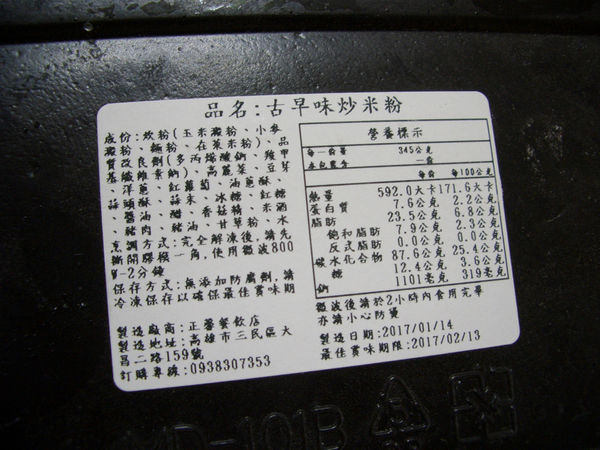 品名:古早味炒米粉
成份:炊粉(玉米澱粉、小麥
澱粉、麵粉、在萊米粉)、品
質改良劑(多丙烯酸鈉、羧甲
基纖維素鈉)、高麗菜、豆芽
、洋蔥、紅蘿蔔、油蔥酥、
蒜頭酥、蒜末、冰糖、紅糖
、醬油、醋、香菇精、米酒
、豬肉、豬油、甘草粉、水
烹調方式:完全解凍後,請先
撕開膠模一角,使用微波800
W-2分鐘
保存方式:無添加防腐劑,請
冷凍保存以確保最佳賞味期
製造廠商:正馨餐飲店
製造地址:高雄市三民區大
昌二路159號
訂購專線:0938307353
營養標示
每一份量 345公克
本包裝含 一份
每份 每100公克
熱量 592.0大卡 171.6大卡
蛋白質 7.6公克 2.2公克
脂肪 23.5公克 6.8公克
飽和脂肪 7.9公克 2.3公克
反式脂肪 0.0公克 0.0公克
碳水化合物 87.6公克 25.4公克
糖 12.4公克 3.6公克
鈉 1101毫克 319毫克
微波後請於2小時內食用完畢
亦請小心防燙
製造日期:2017/01/14
最佳賞味期限:2017/02/13
MD-101B